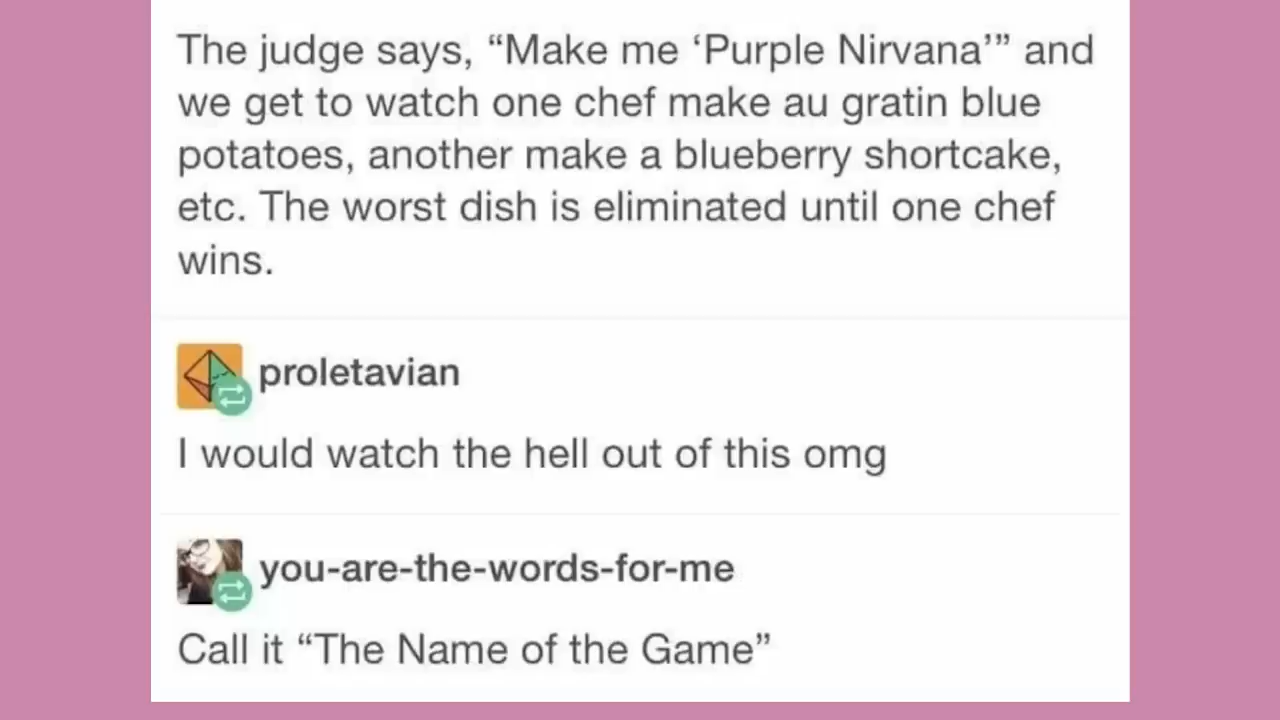 The judge says, “Make me ‘Purple Nirvana’” and
we get to watch one chef make au gratin blue
potatoes, another make a blueberry shortcake,
etc. The worst dish is eliminated until one chef
wins.
proletavian
I would watch the hell out of this omg
you-are-the-words-for-me
Call it “The Name of the Game”